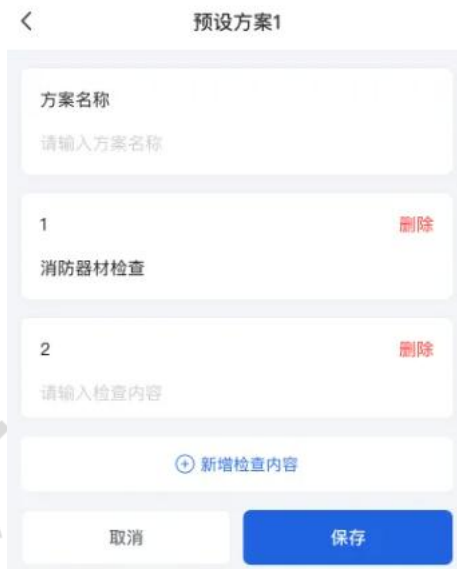 预设方案1
方案名称
请输入方案名称
1 删除
消防器材检查
2 删除
请输入检查内容
新增检查内容
取消 保存